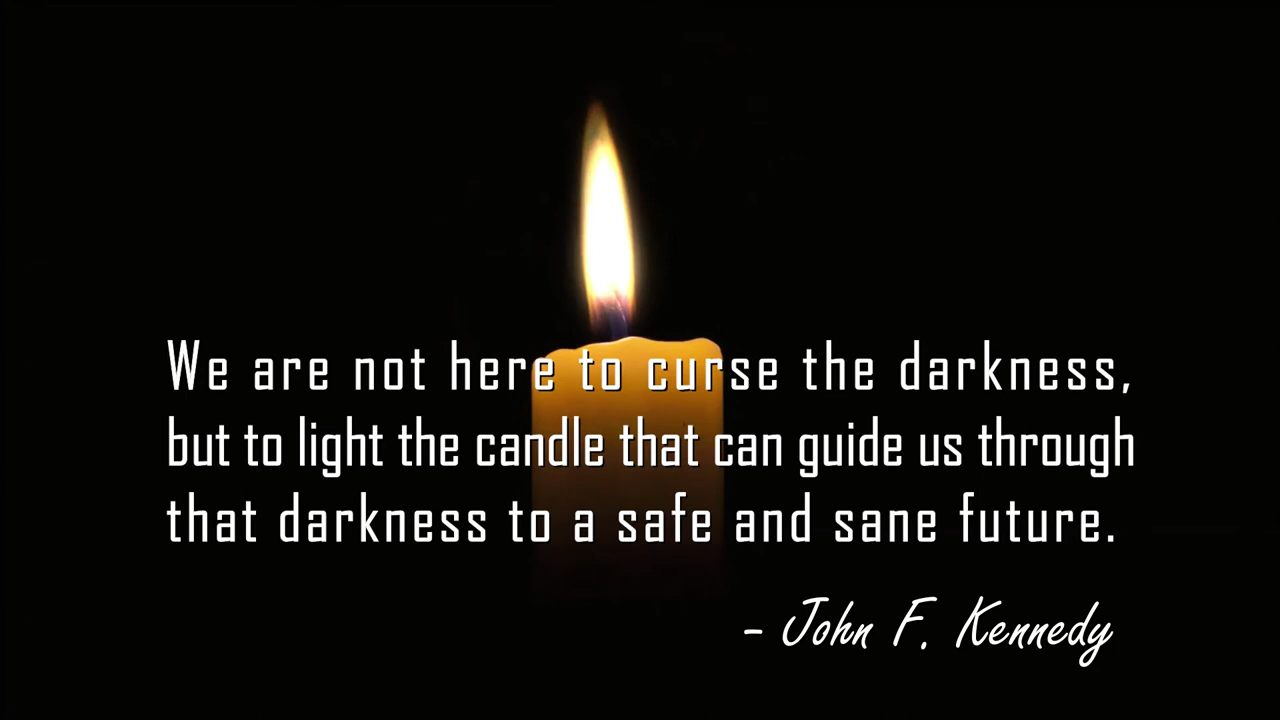 We are not here to curse the darkness,
but to light the candle that can guide us through
that darkness to a safe and sane future.
- John F. Kennedy